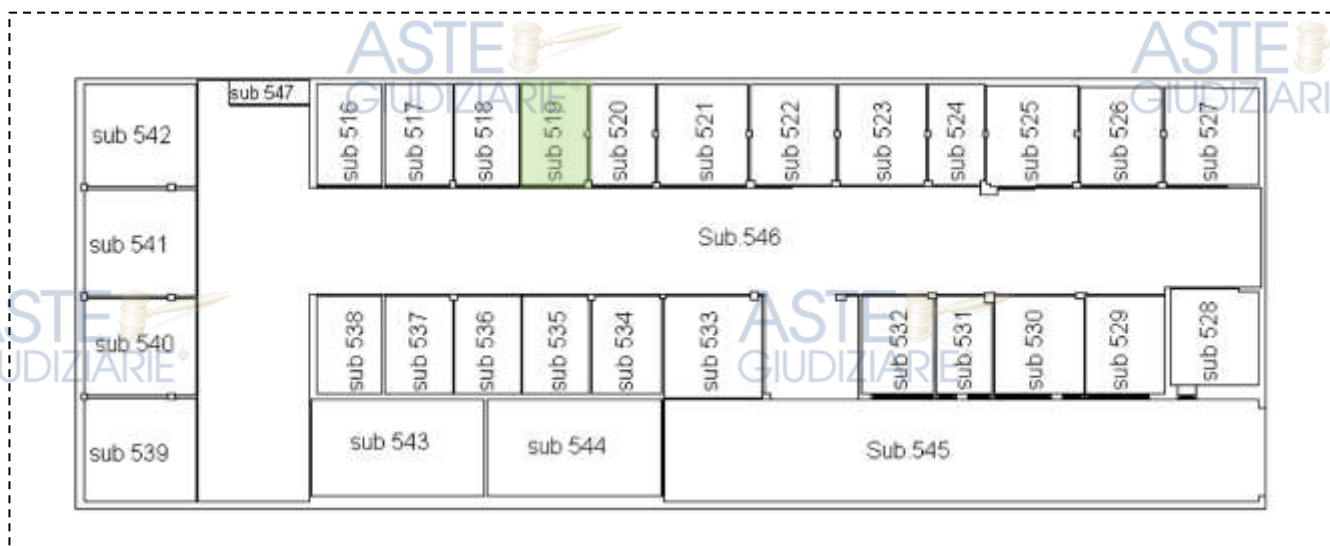 ASTE
GIUDIZIARIE®
ASTE
GIUDIZIARI
sub 547
sub 542
sub 516
sub 517
sub 518
sub 519
sub 520
sub 521
sub 522
sub 523
sub 524
sub 525
sub 526
sub 527
sub 541
Sub.546
STE
UDIZIARIE®
ASTE
GIUDIZIARIE®
sub 540
sub 538
sub 537
sub 536
sub 535
sub 534
sub 533
sub 532
sub 531
sub 530
sub 529
sub 528
sub 539
sub 543
sub 544
Sub.545